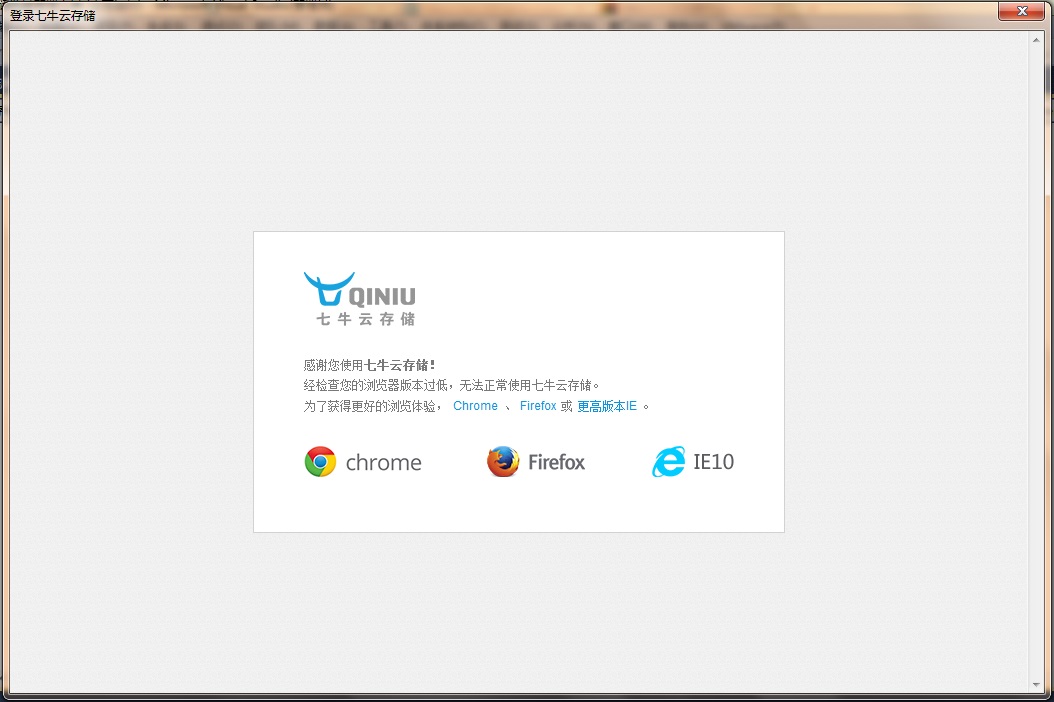 登录七牛云存储
QINIU
七牛云存储
感谢您使用七牛云存储！
经检查您的浏览器版本过低，无法正常使用七牛云存储。
为了获得更好的浏览体验， Chrome 、 Firefox 或 更高版本IE 。
chrome Firefox IE10